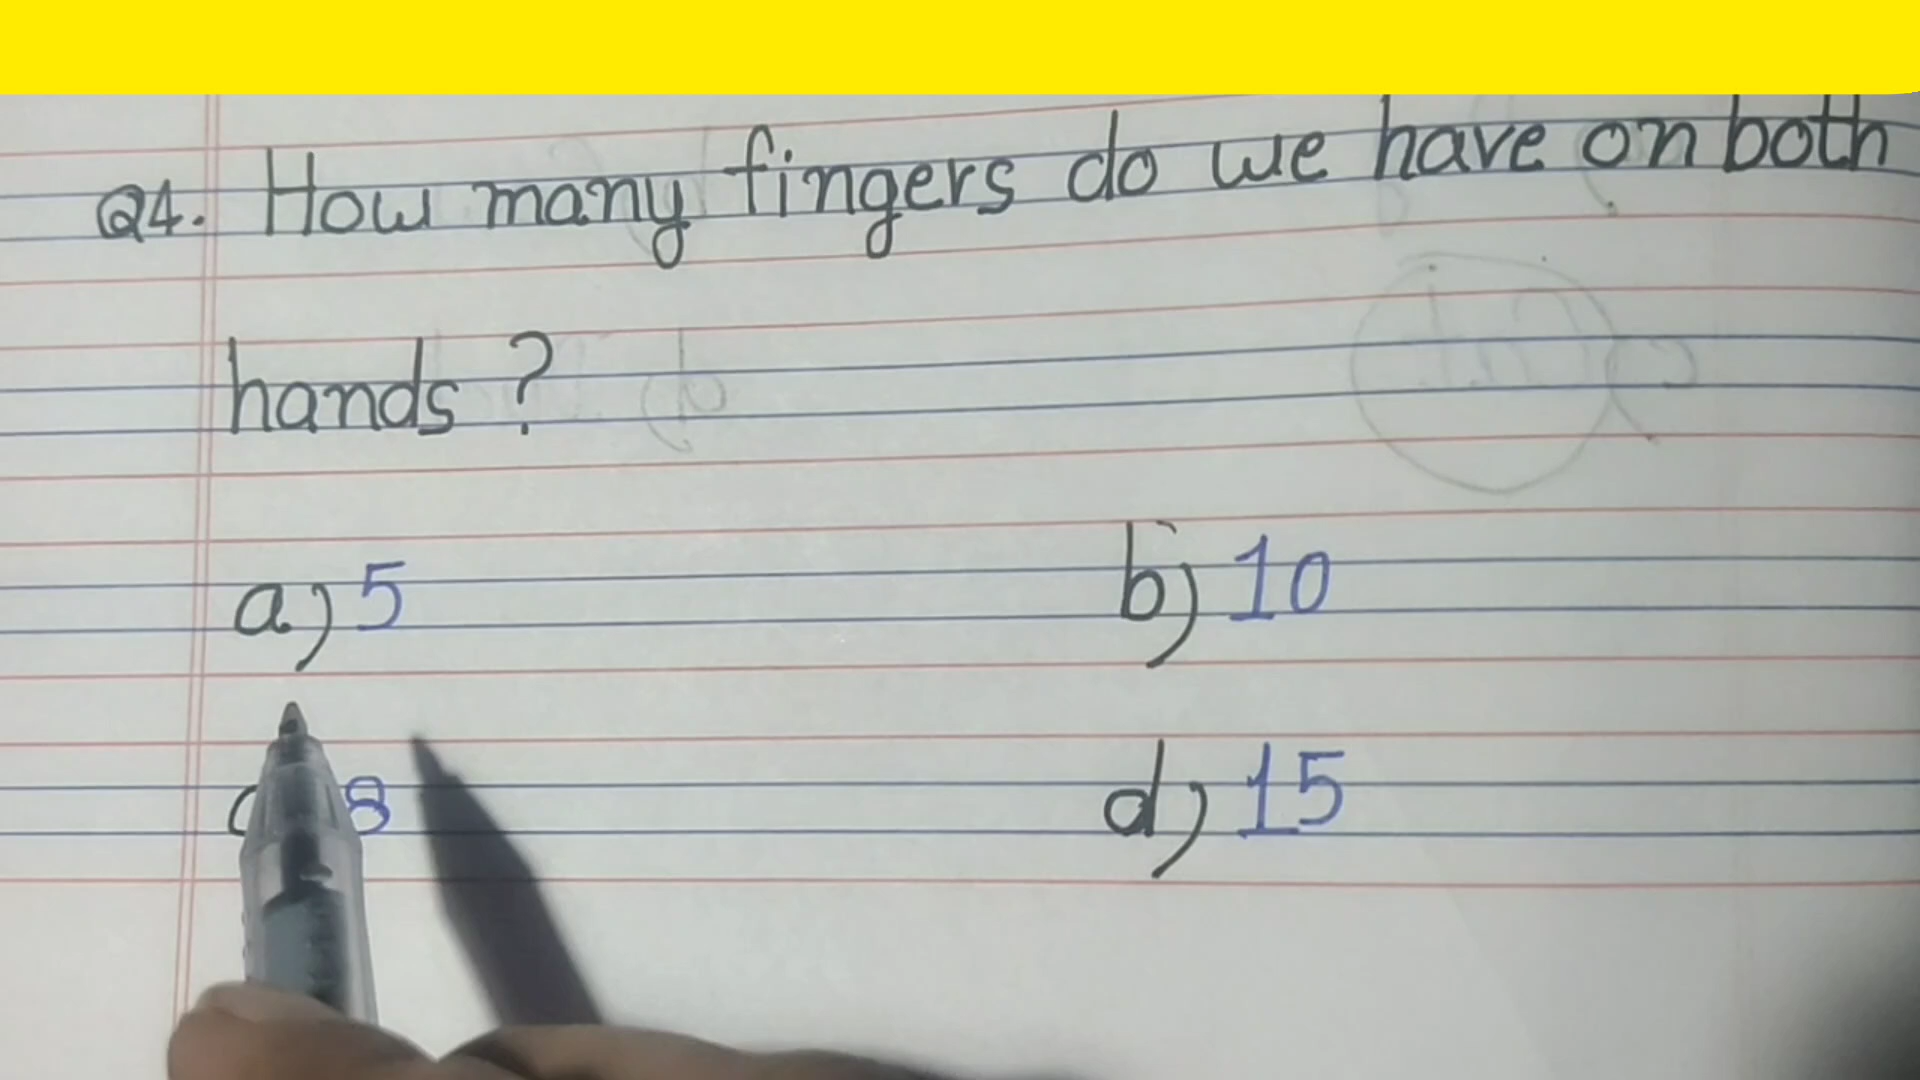 Q4. How many fingers do we have on both
hands ?
a) 5
b) 10
8
d) 15